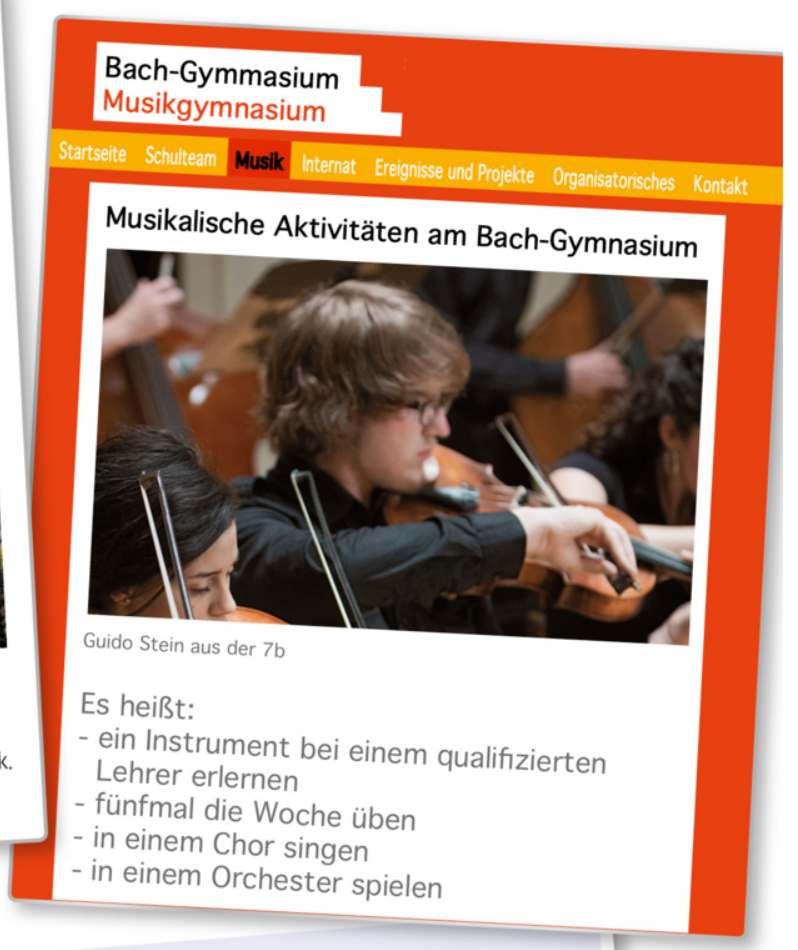 Bach-Gymmasium
Musikgymnasium
Startseite Schulteam Musik Internat Ereignisse und Projekte Organisatorisches Kontakt
Musikalische Aktivitäten am Bach-Gymnasium
Guido Stein aus der 7b
Es heißt:
- ein Instrument bei einem qualifizierten
Lehrer erlernen
- fünfmal die Woche üben
- in einem Chor singen
- in einem Orchester spielen
k.